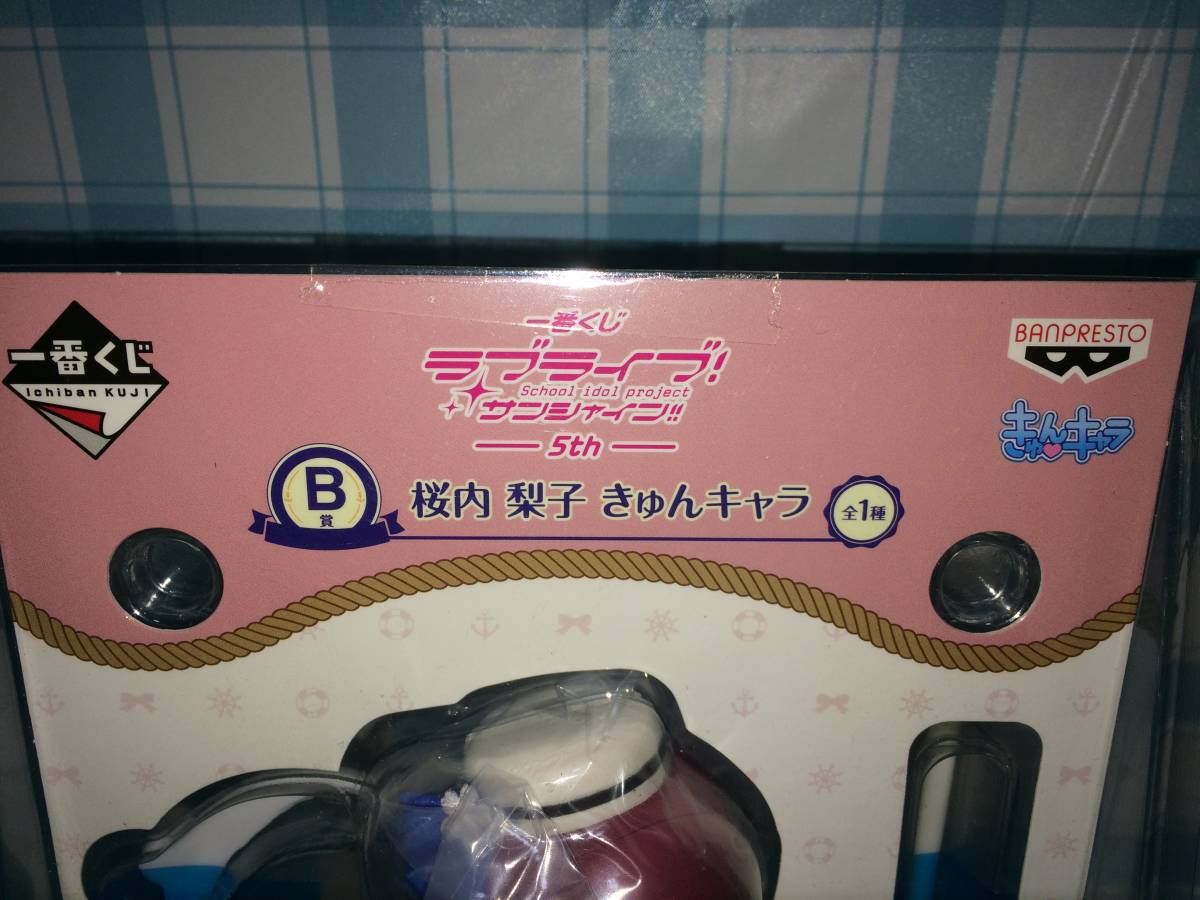 一番くじ
Ichiban KUJI
一番くじ
ラブライブ!
School idol project
サンシャイン!!
5th
BANPRESTO
きゅんキャラ
B
賞
桜内 梨子 きゅんキャラ
全1種